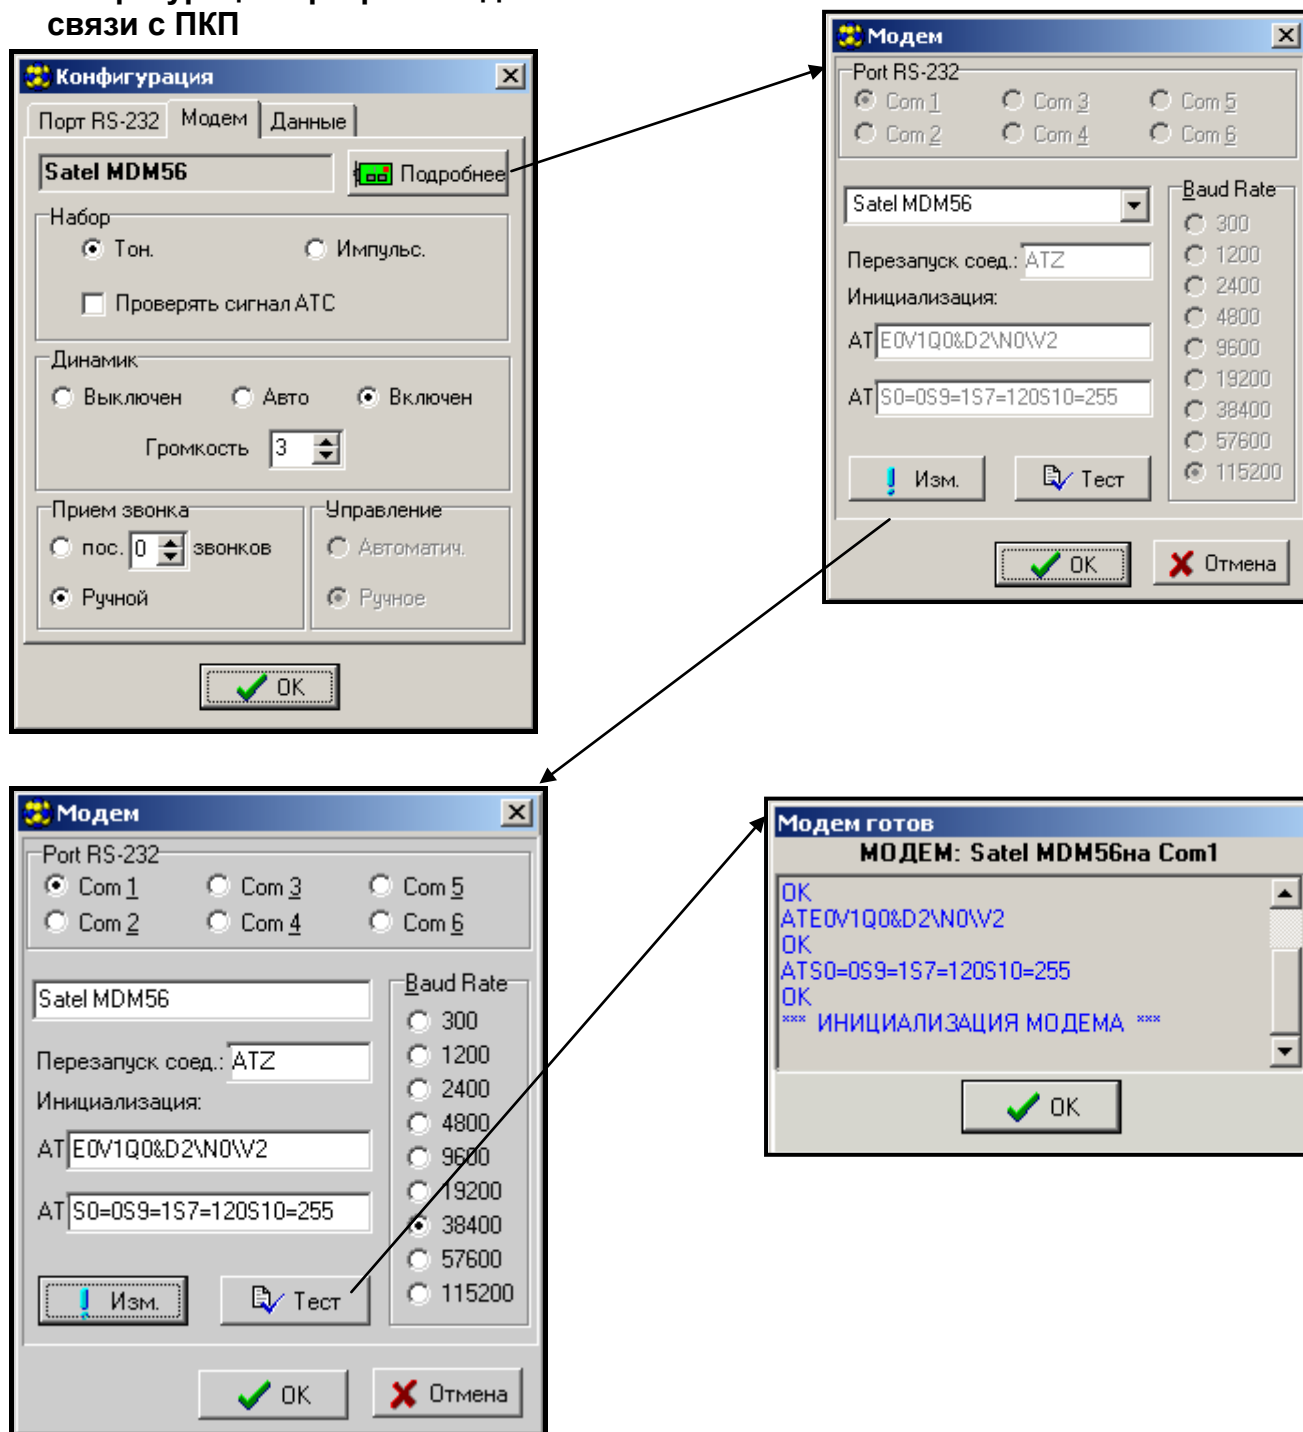 связи с ПКП
Конфигурация
Порт RS-232 Модем Данные
Satel MDM56 Подробнее
Набор
Тон. Импульс.
Проверять сигнал АТС
Динамик
Выключен Авто Включен
Громкость 3
Прием звонка Управление
пос. 0 звонков Автоматич.
Ручной Ручное
OK
Модем
Port RS-232
Com 1 Com 3 Com 5
Com 2 Com 4 Com 6
Satel MDM56
Перезапуск соед.: ATZ
Инициализация:
AT E0V1Q0&D2\N0\V2
AT S0=0S9=1S7=120S10=255
Baud Rate
300
1200
2400
4800
9600
19200
38400
57600
115200
Изм. Тест
OK Отмена
Модем
Port RS-232
Com 1 Com 3 Com 5
Com 2 Com 4 Com 6
Satel MDM56
Перезапуск соед.: ATZ
Инициализация:
AT E0V1Q0&D2\N0\V2
AT S0=0S9=1S7=120S10=255
Baud Rate
300
1200
2400
4800
9600
19200
38400
57600
115200
Изм. Тест
OK Отмена
Модем готов
МОДЕМ: Satel MDM56на Com1
OK
ATE0V1Q0&D2\N0\V2
OK
ATS0=0S9=1S7=120S10=255
OK
*** ИНИЦИАЛИЗАЦИЯ МОДЕМА ***
OK